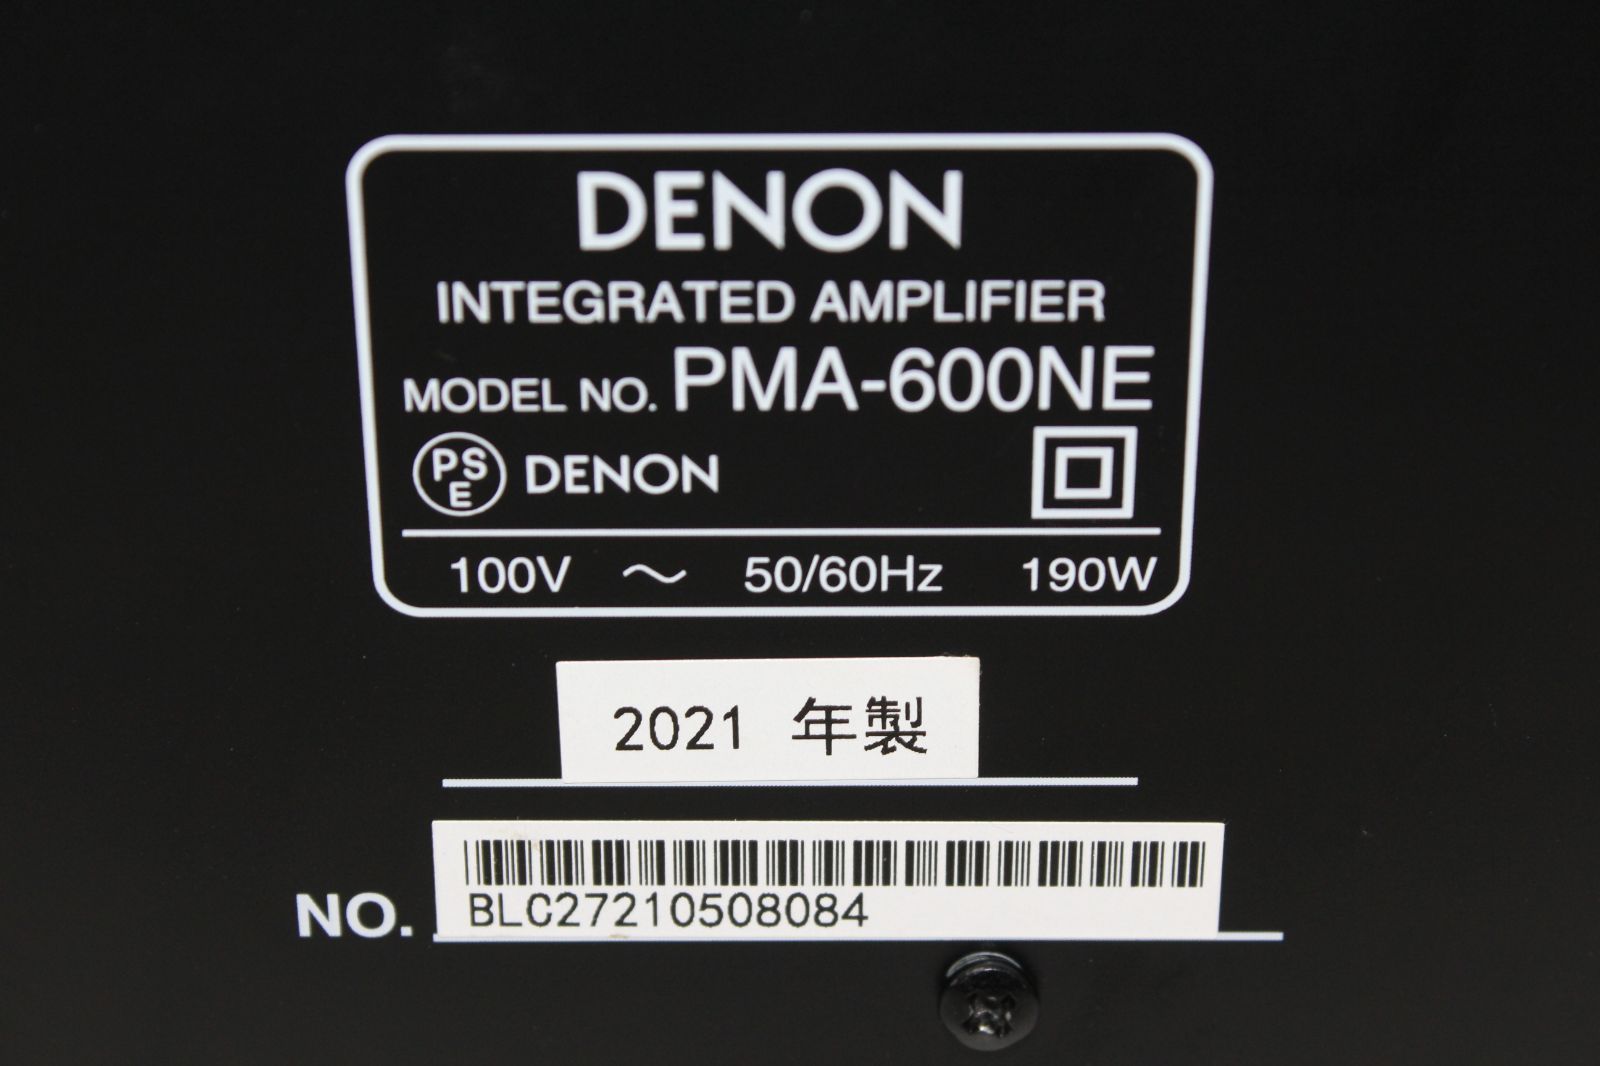 DENON
INTEGRATED AMPLIFIER
MODEL NO. PMA-600NE
PSE DENON
100V ～ 50/60Hz 190W
2021 年製
NO. BLC27210508084